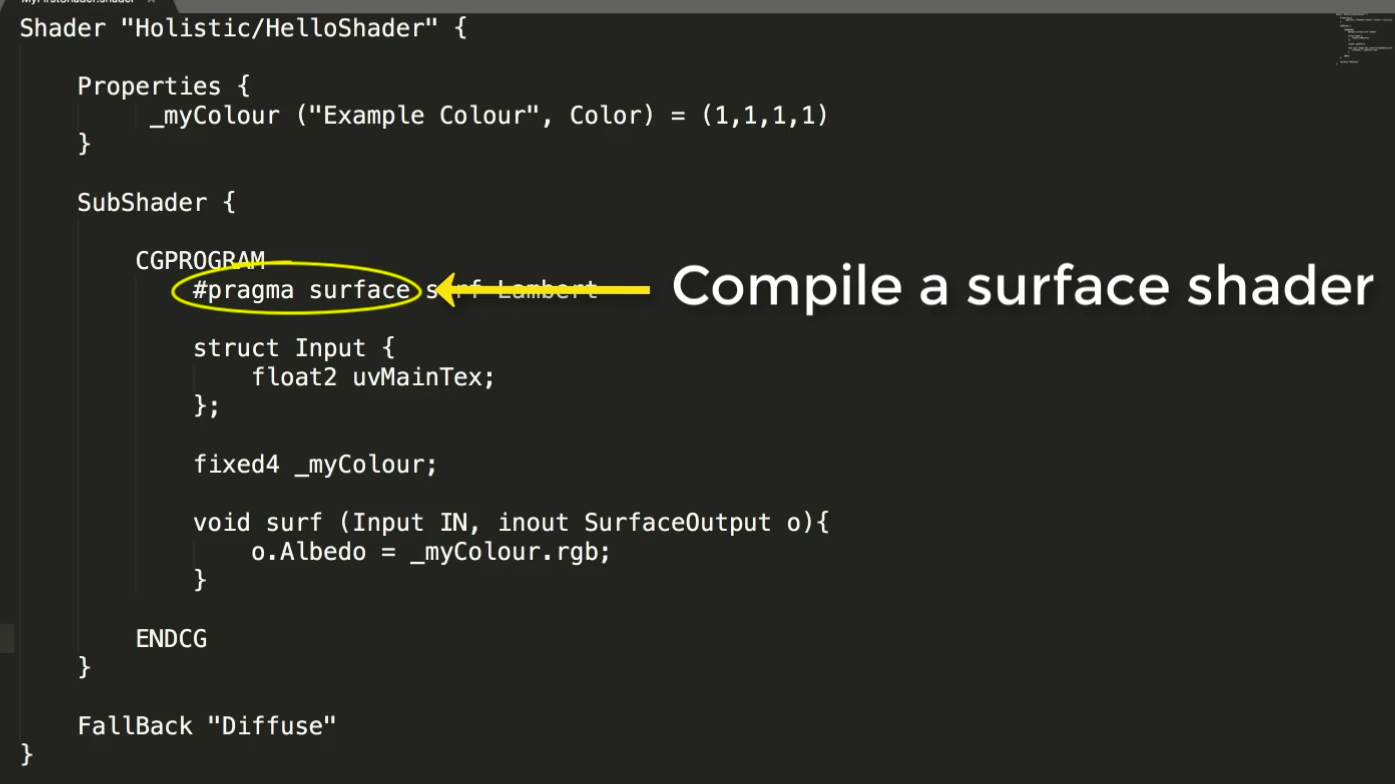 MyFirstShader.shader
Shader "Holistic/HelloShader" {
Properties {
_myColour ("Example Colour", Color) = (1,1,1,1)
}
SubShader {
CGPROGRAM
#pragma surface surf Lambert
Compile a surface shader
struct Input {
float2 uvMainTex;
};
fixed4 _myColour;
void surf (Input IN, inout SurfaceOutput o){
o.Albedo = _myColour.rgb;
}
ENDCG
}
FallBack "Diffuse"
}